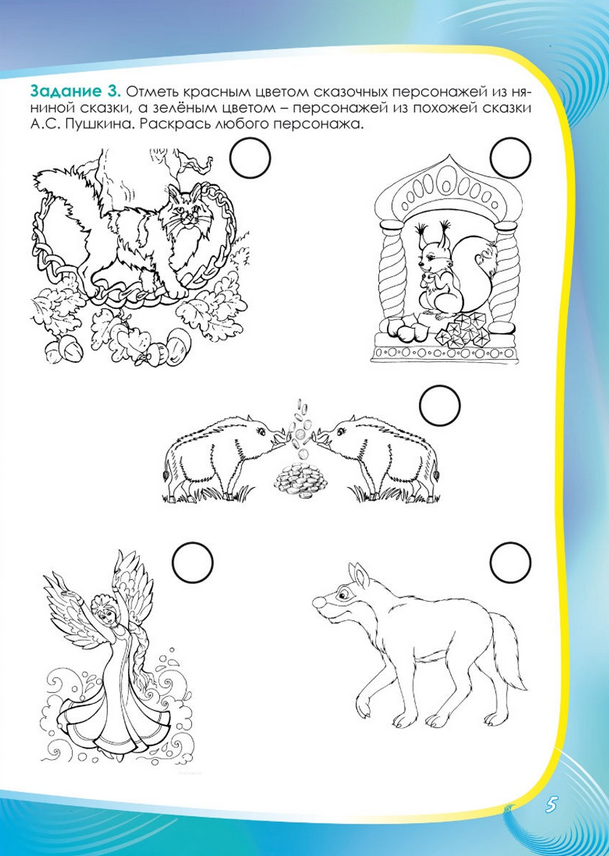 Задание 3. Отметь красным цветом сказочных персонажей из ня-
ниной сказки, а зелёным цветом – персонажей из похожей сказки
А.С. Пушкина. Раскрась любого персонажа.
5